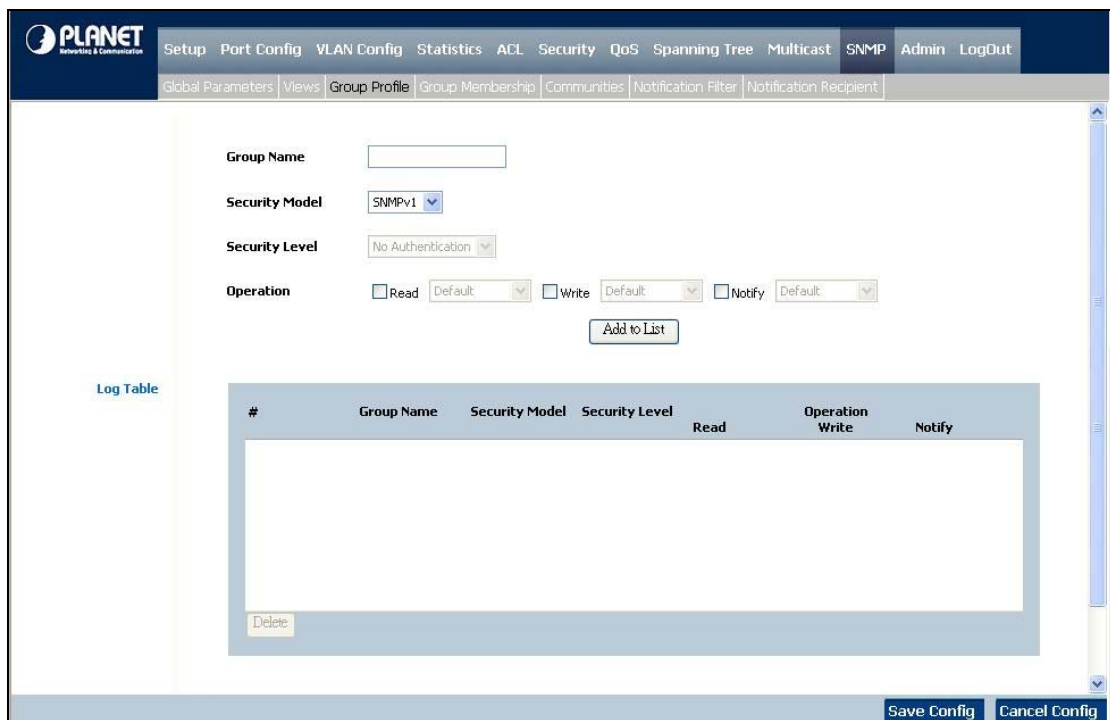 PLANET
Networking & Communication
Setup Port Config VLAN Config Statistics ACL Security QoS Spanning Tree Multicast SNMP Admin LogOut
Global Parameters Views Group Profile Group Membership Communities Notification Filter Notification Recipient
Group Name
Security Model SNMPv1
Security Level No Authentication
Operation Read Default Write Default Notify Default
Add to List
Log Table
# Group Name Security Model Security Level Operation
Read Write Notify
Delete
Save Config Cancel Config